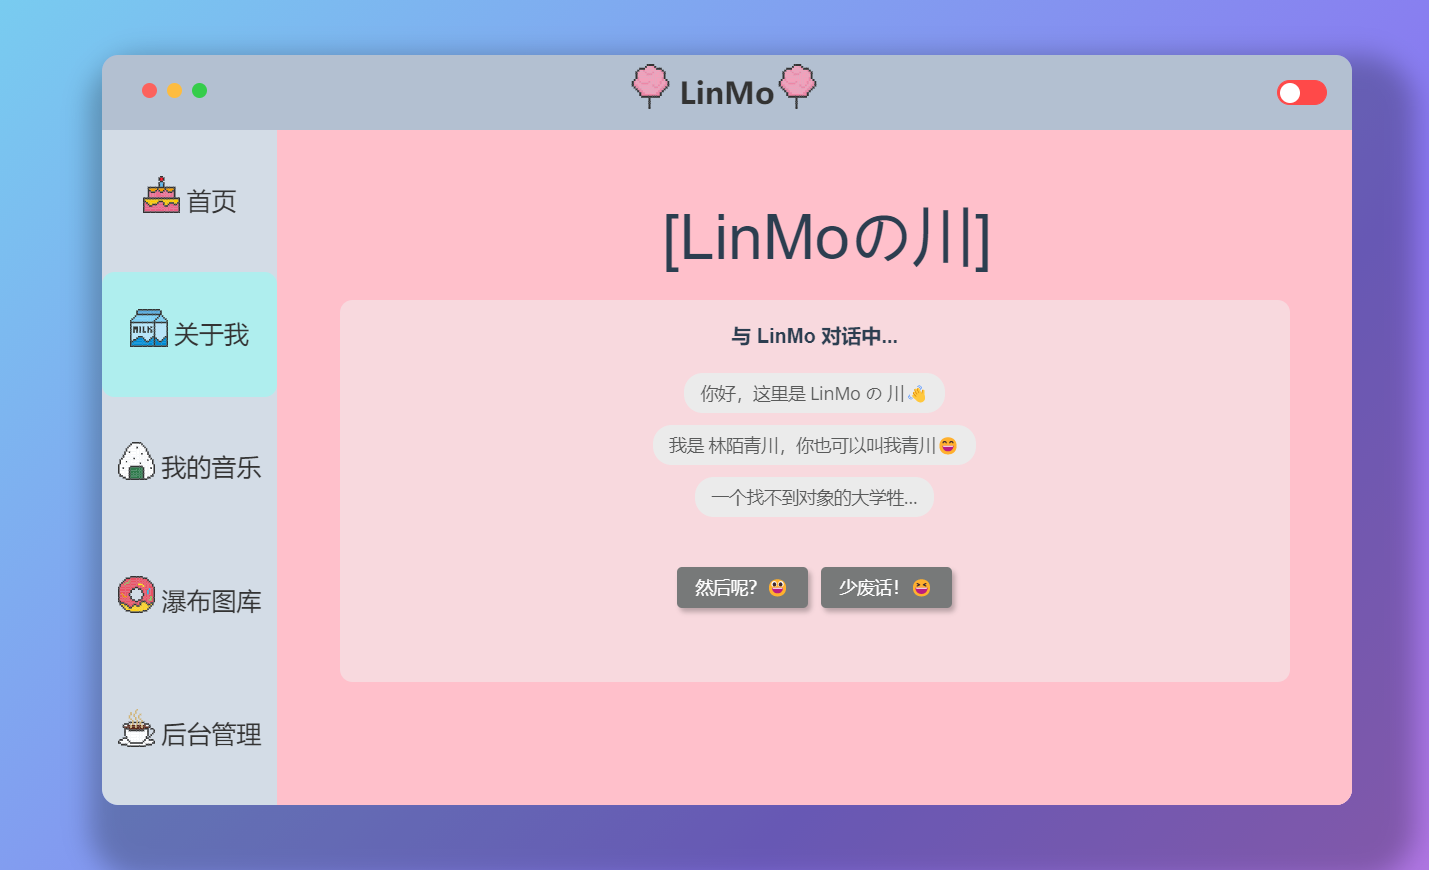 LinMo
首页
关于我
我的音乐
瀑布图库
后台管理
[LinMoの川]
与 LinMo 对话中...
你好，这里是 LinMo の 川👋
我是 林陌青川，你也可以叫我青川😄
一个找不到对象的大学牲...
然后呢？😃
少废话！😆
MILK